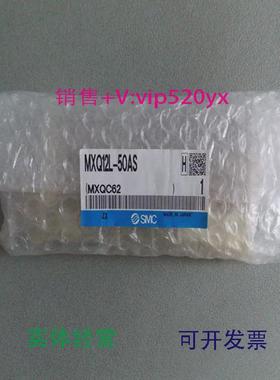 销售+V:vip520yx
MXQ12L-50AS
H
(MXQC62 )
1
JZ
SMC
MADE IN JAPAN
实体经营
可开发票